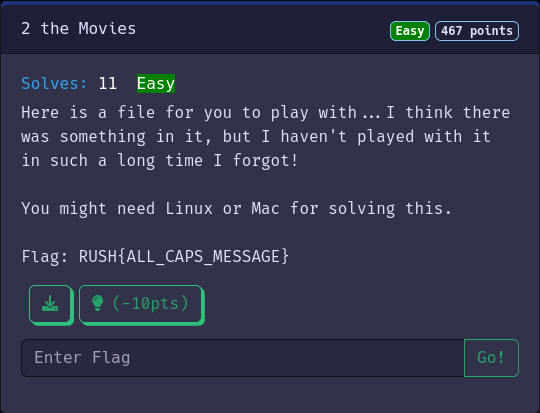 2 the Movies
Easy
467 points
Solves: 11 Easy
Here is a file for you to play with...I think there
was something in it, but I haven't played with it
in such a long time I forgot!
You might need Linux or Mac for solving this.
Flag: RUSH{ALL_CAPS_MESSAGE}
(-10pts)
Enter Flag
Go!